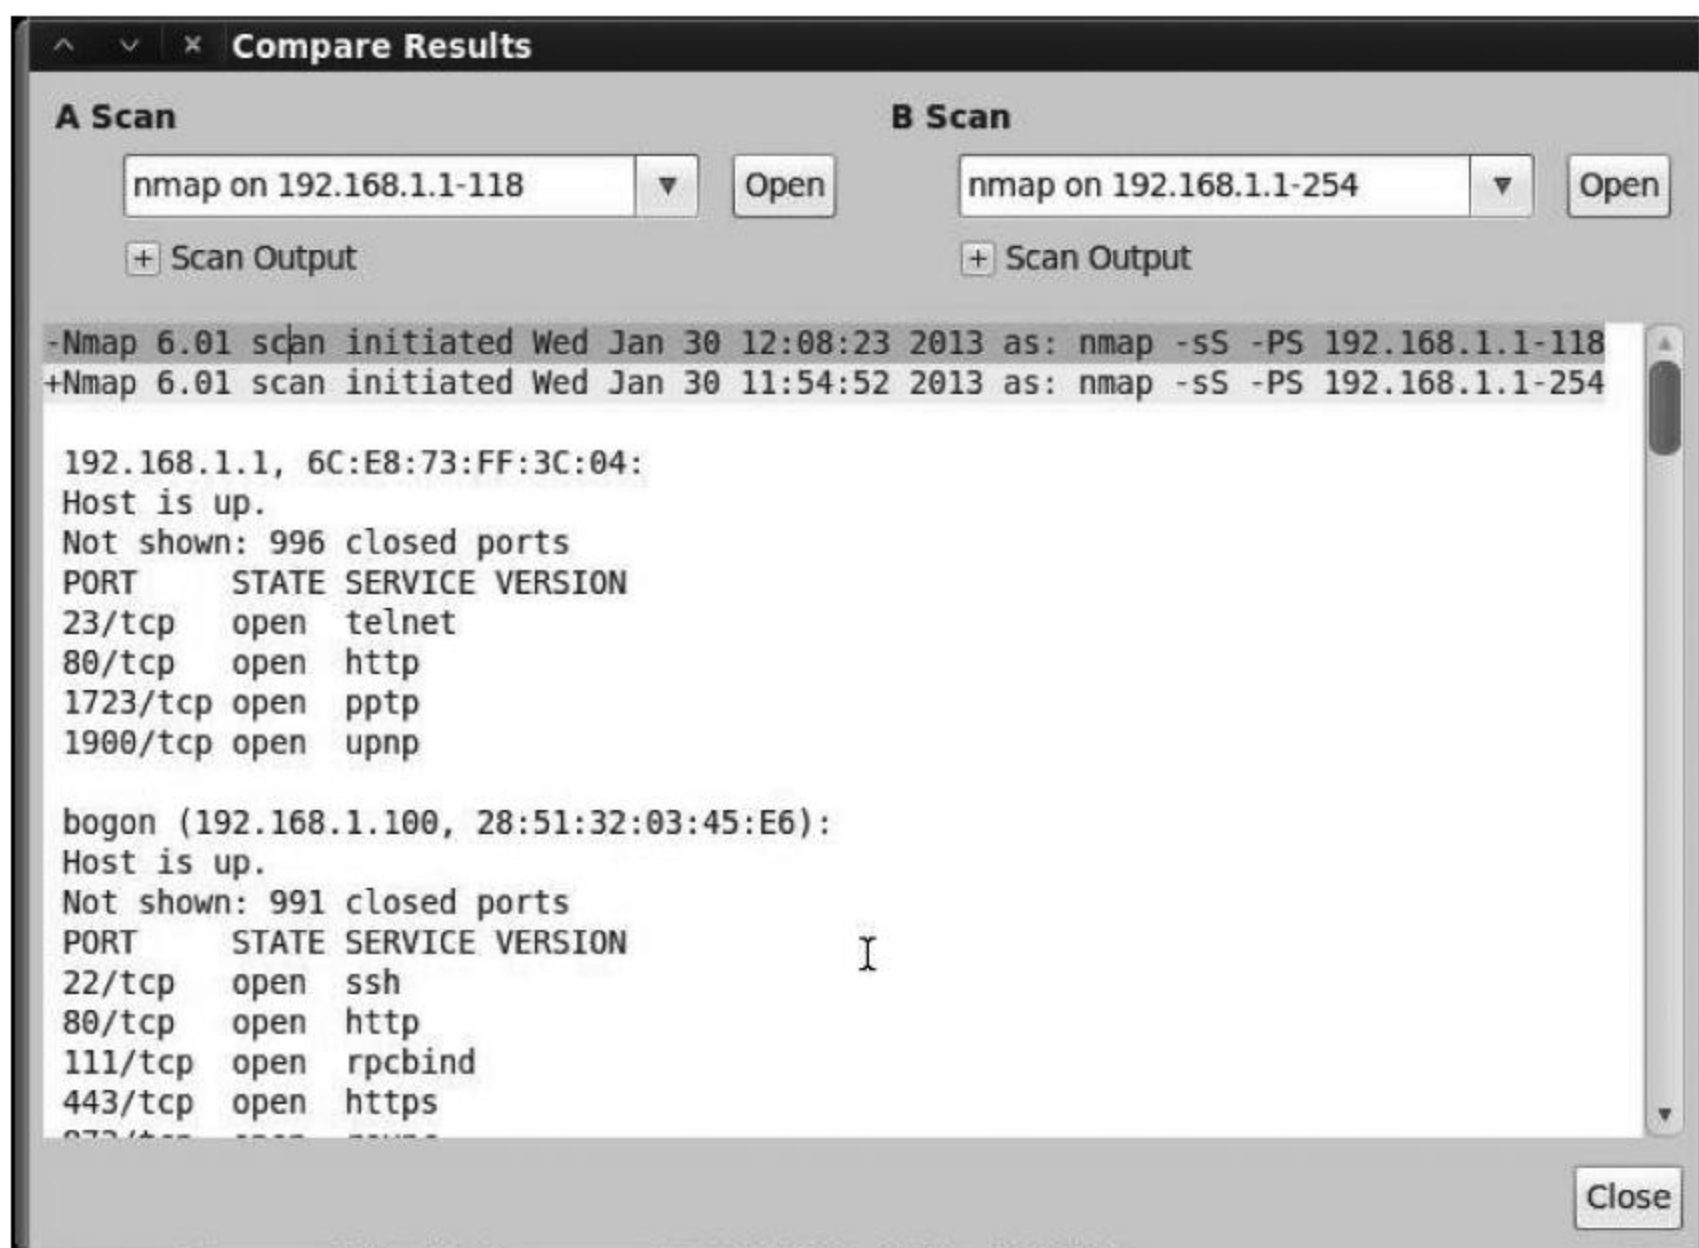 Compare Results
A Scan
B Scan
nmap on 192.168.1.1-118
Open
nmap on 192.168.1.1-254
Open
Scan Output
Scan Output
-Nmap 6.01 scan initiated Wed Jan 30 12:08:23 2013 as: nmap -sS -PS 192.168.1.1-118
+Nmap 6.01 scan initiated Wed Jan 30 11:54:52 2013 as: nmap -sS -PS 192.168.1.1-254
192.168.1.1, 6C:E8:73:FF:3C:04:
Host is up.
Not shown: 996 closed ports
PORT STATE SERVICE VERSION
23/tcp open telnet
80/tcp open http
1723/tcp open pptp
1900/tcp open upnp
bogon (192.168.1.100, 28:51:32:03:45:E6):
Host is up.
Not shown: 991 closed ports
PORT STATE SERVICE VERSION
22/tcp open ssh
80/tcp open http
111/tcp open rpcbind
443/tcp open https
Close